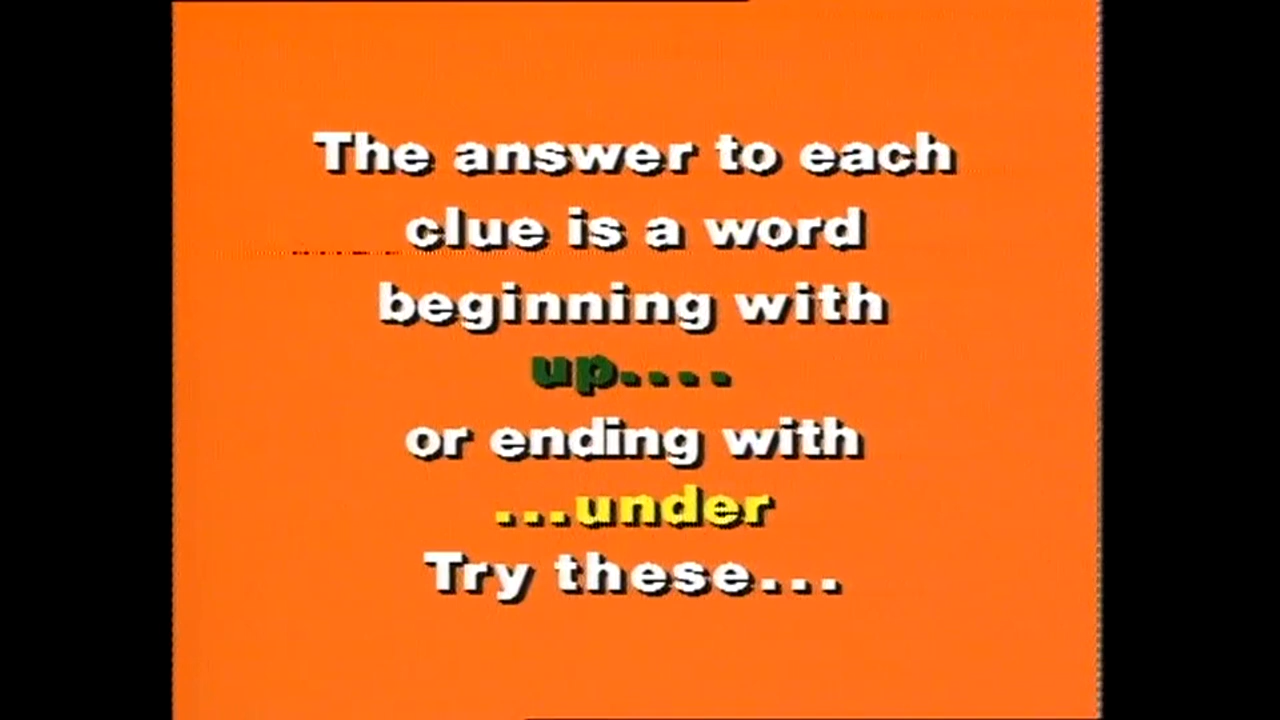 The answer to each
clue is a word
beginning with
up....
or ending with
...under
Try these...